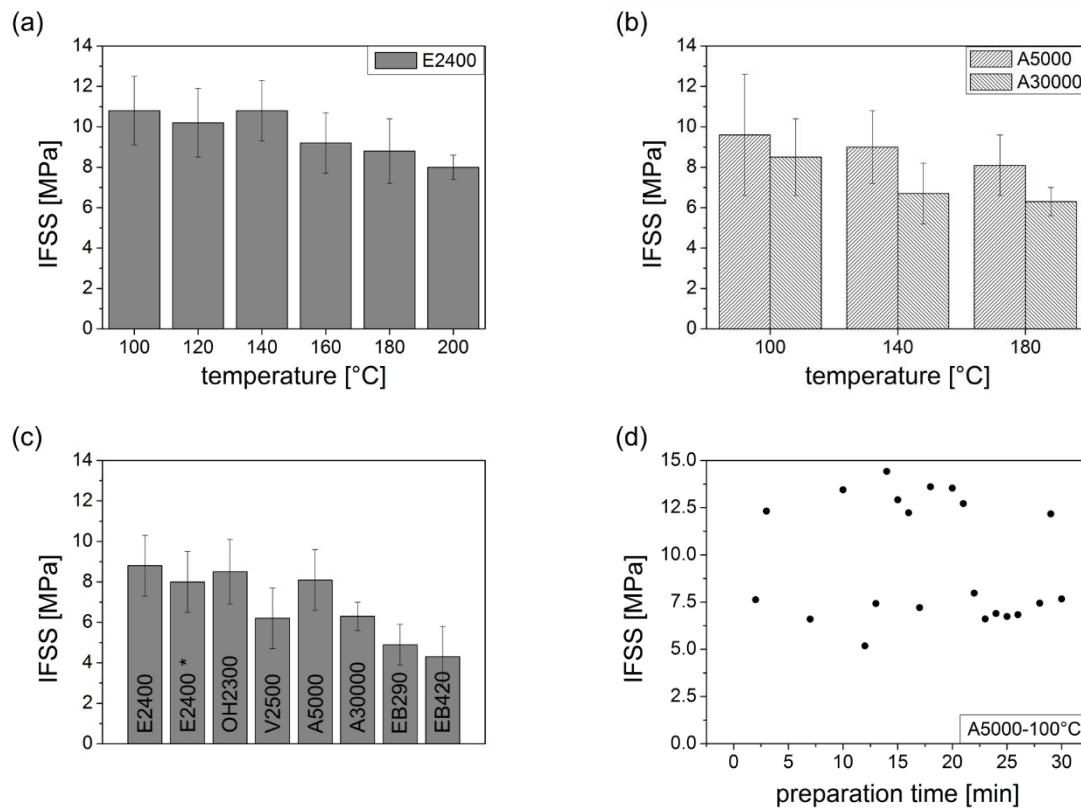 (a)
14
12
10
8
6
4
2
0
IFSS [MPa]
E2400
100 120 140 160 180 200
temperature [°C]
(b)
14
12
10
8
6
4
2
0
IFSS [MPa]
A5000
A30000
100 140 180
temperature [°C]
(c)
14
12
10
8
6
4
2
0
IFSS [MPa]
E2400
E2400 *
OH2300
V2500
A5000
A30000
EB290
EB420
(d)
15.0
12.5
10.0
7.5
5.0
2.5
0.0
IFSS [MPa]
A5000-100°C
0 5 10 15 20 25 30
preparation time [min]